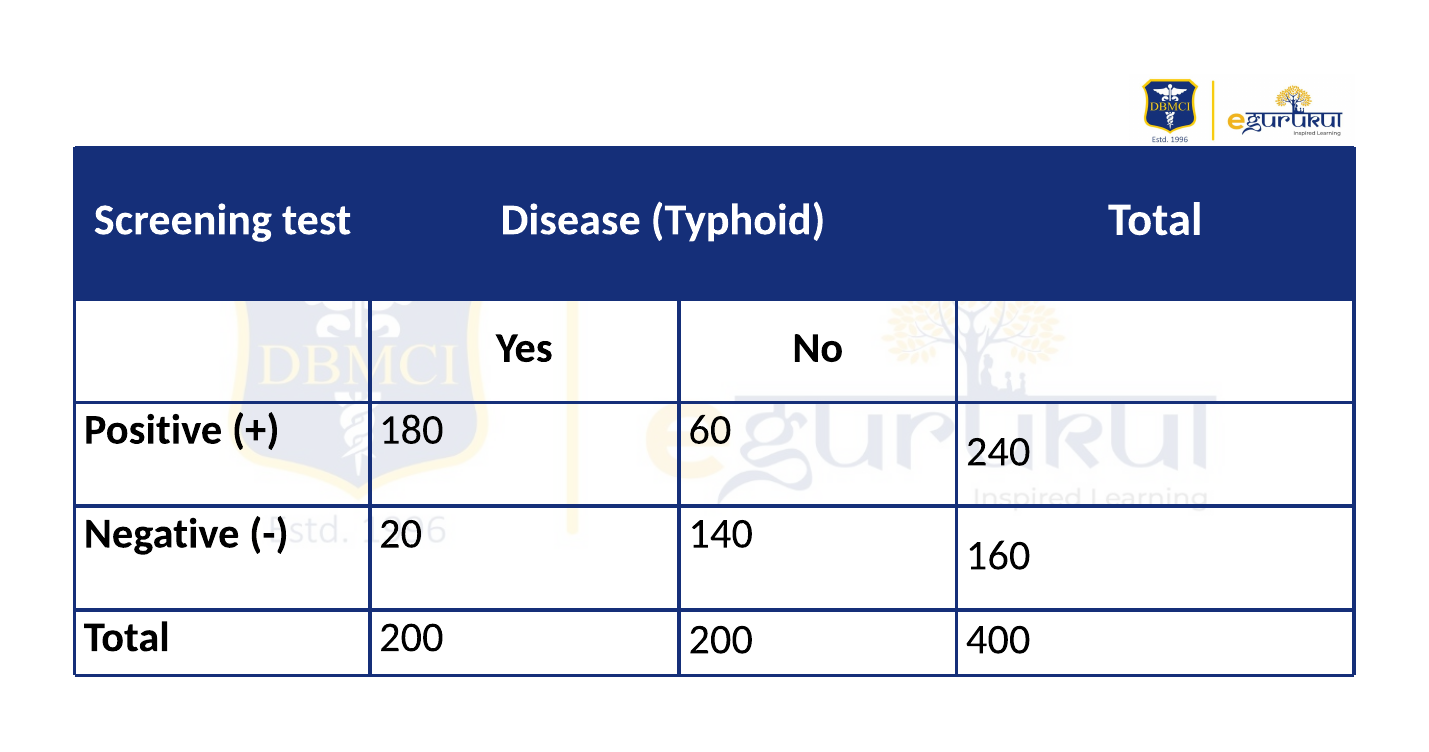 DBMCI
Estd. 1996
egurukul
Inspired Learning
Screening test Disease (Typhoid) Total
Yes No
Positive (+) 180 60 240
Negative (-) 20 140 160
Total 200 200 400
DBMCI
Estd. 1996
egurukul
Inspired Learning